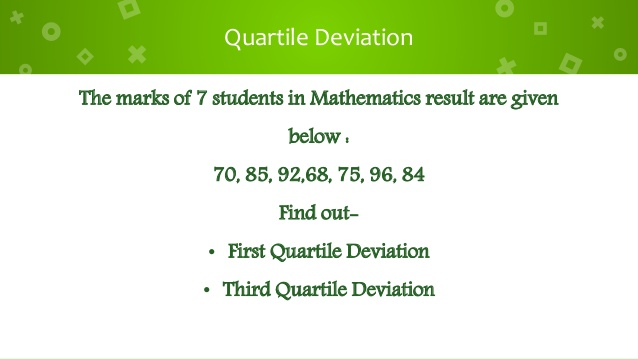 Quartile Deviation
The marks of 7 students in Mathematics result are given
below :
70, 85, 92,68, 75, 96, 84
Find out-
• First Quartile Deviation
• Third Quartile Deviation